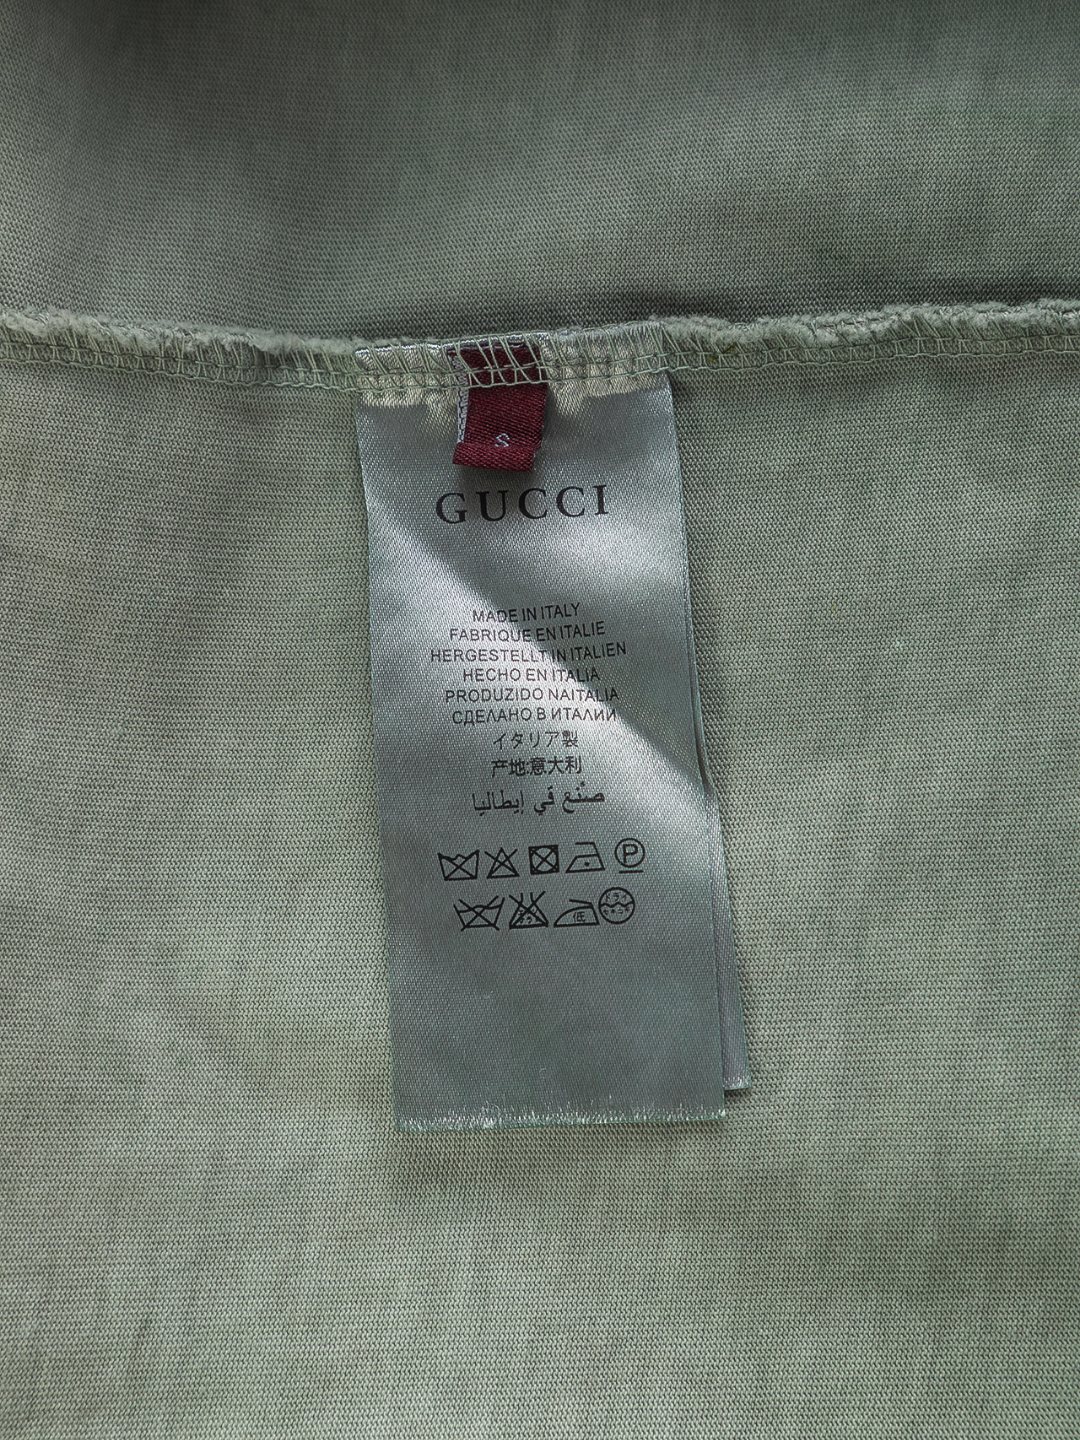 S
GUCCI
MADE IN ITALY
FABRIQUE EN ITALIE
HERGESTELLT IN ITALIEN
HECHO EN ITALIA
PRODUZIDO NAITALIA
СДЕЛАНО В ИТАЛИИ
イタリア製
产地:意大利
صنع في إيطاليا
P
低